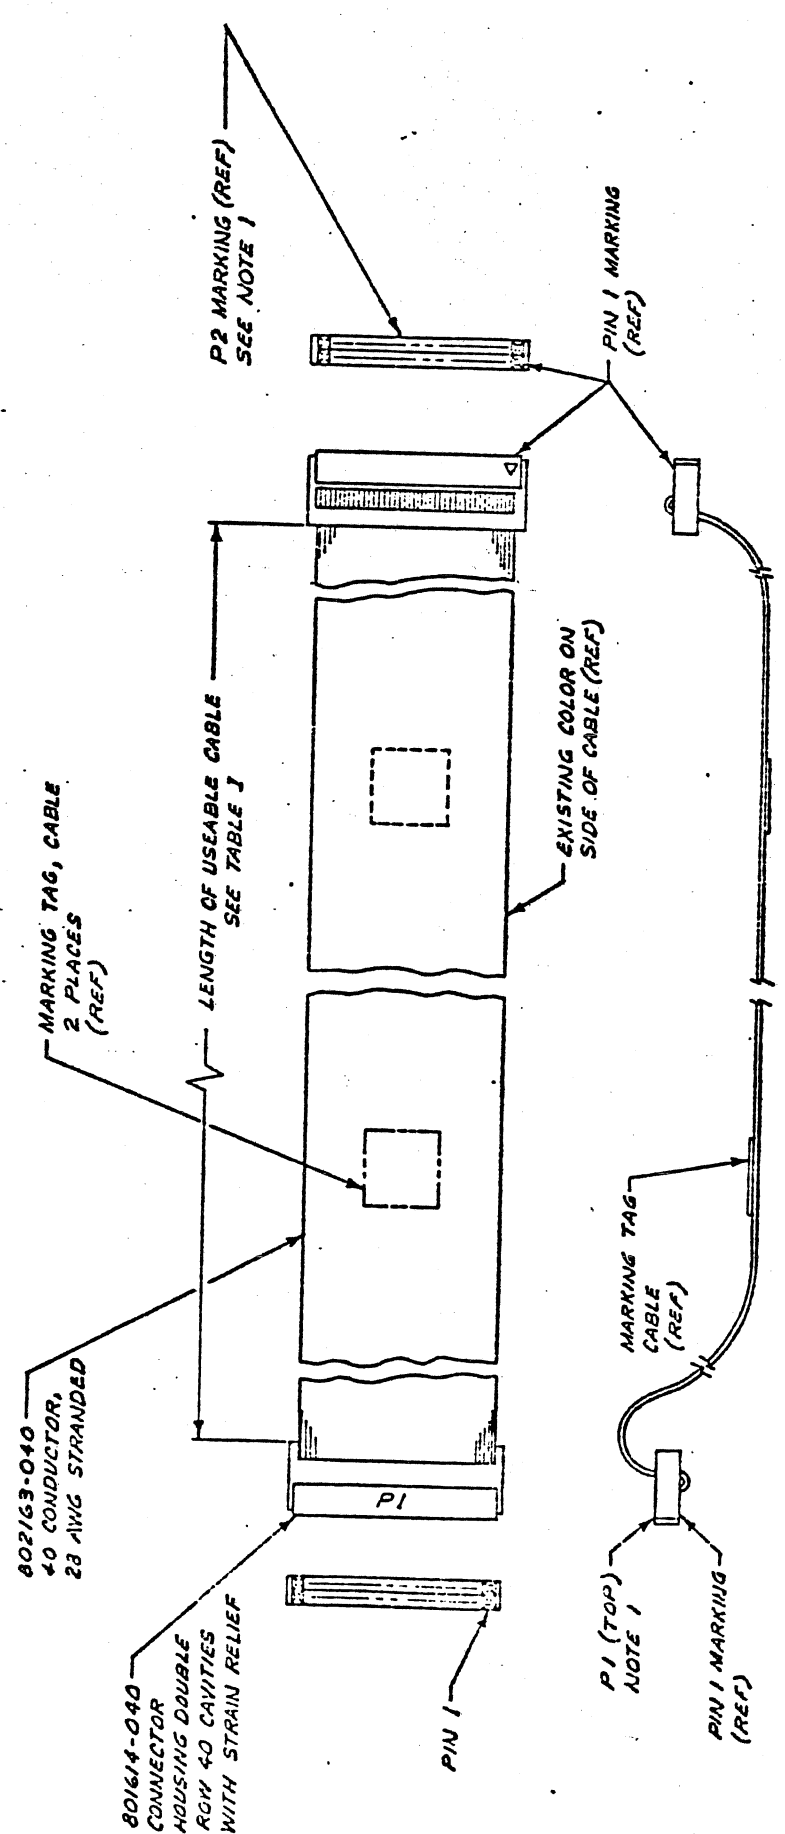 802163-040
40 CONDUCTOR,
28 AWG STRANDED
MARKING TAG, CABLE
2 PLACES
(REF)
P2 MARKING (REF)
SEE NOTE 1
LENGTH OF USEABLE CABLE
SEE TABLE I
801614-040
CONNECTOR
HOUSING DOUBLE
ROW 40 CAVITIES
WITH STRAIN RELIEF
P1
PIN 1
EXISTING COLOR ON
SIDE OF CABLE (REF)
PIN 1 MARKING
(REF)
P1 (TOP)
NOTE 1
PIN 1 MARKING
(REF)
MARKING TAG
CABLE
(REF)